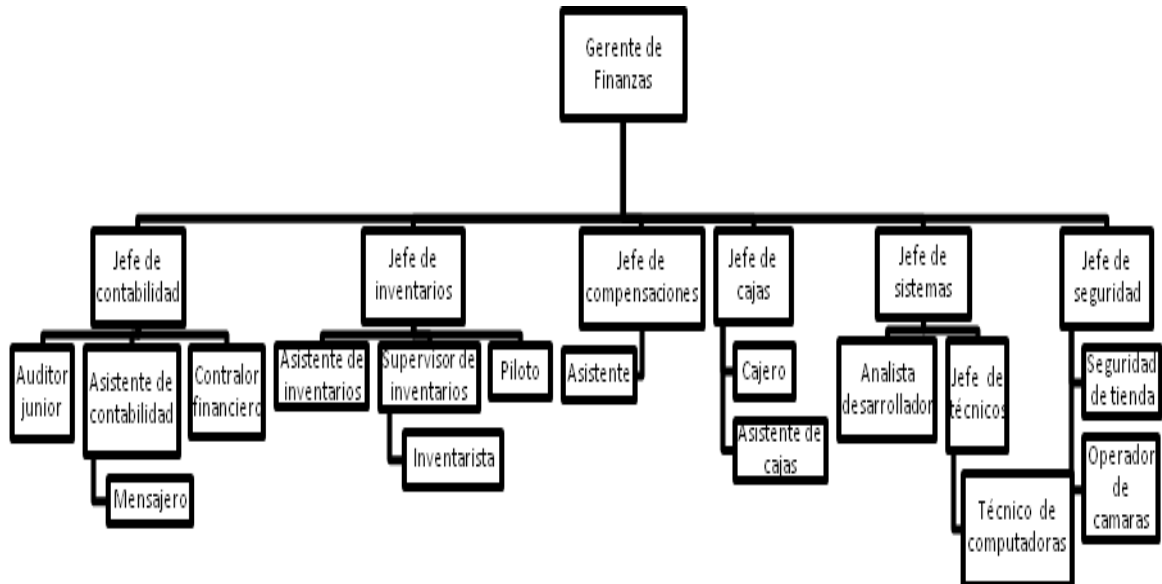 Gerente de
Finanzas
Jefe de
contabilidad
Jefe de
inventarios
Jefe de
compensaciones
Jefe de
cajas
Jefe de
sistemas
Jefe de
seguridad
Auditor
junior
Asistente de
contabilidad
Contralor
financiero
Asistente de
inventarios
Supervisor de
inventarios
Piloto
Asistente
Cajero
Analista
desarrollador
Jefe de
técnicos
Seguridad
de tienda
Mensajero
Inventarista
Asistente de
cajas
Técnico de
computadoras
Operador
de
camaras